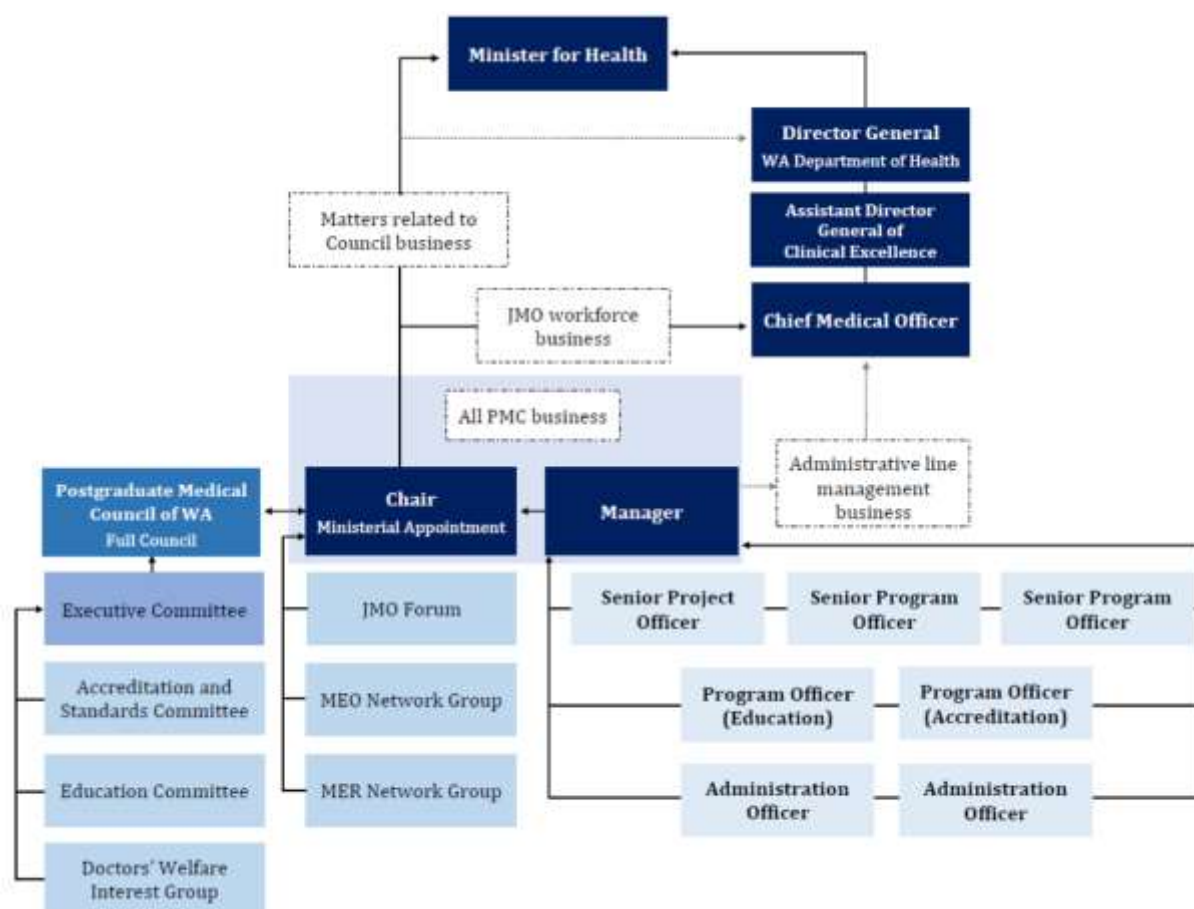 Minister for Health
Director General
WA Department of Health
Matters related to
Council business
Assistant Director
General of
Clinical Excellence
JMO workforce
business
Chief Medical Officer
All PMC business
Postgraduate Medical
Council of WA
Full Council
Chair
Ministerial Appointment
Manager
Administrative line
management
business
Executive Committee
JMO Forum
Senior Project
Officer
Senior Program
Officer
Senior Program
Officer
Accreditation and
Standards Committee
MEO Network Group
Program Officer
(Education)
Program Officer
(Accreditation)
Education Committee
MER Network Group
Administration
Officer
Administration
Officer
Doctors' Welfare
Interest Group